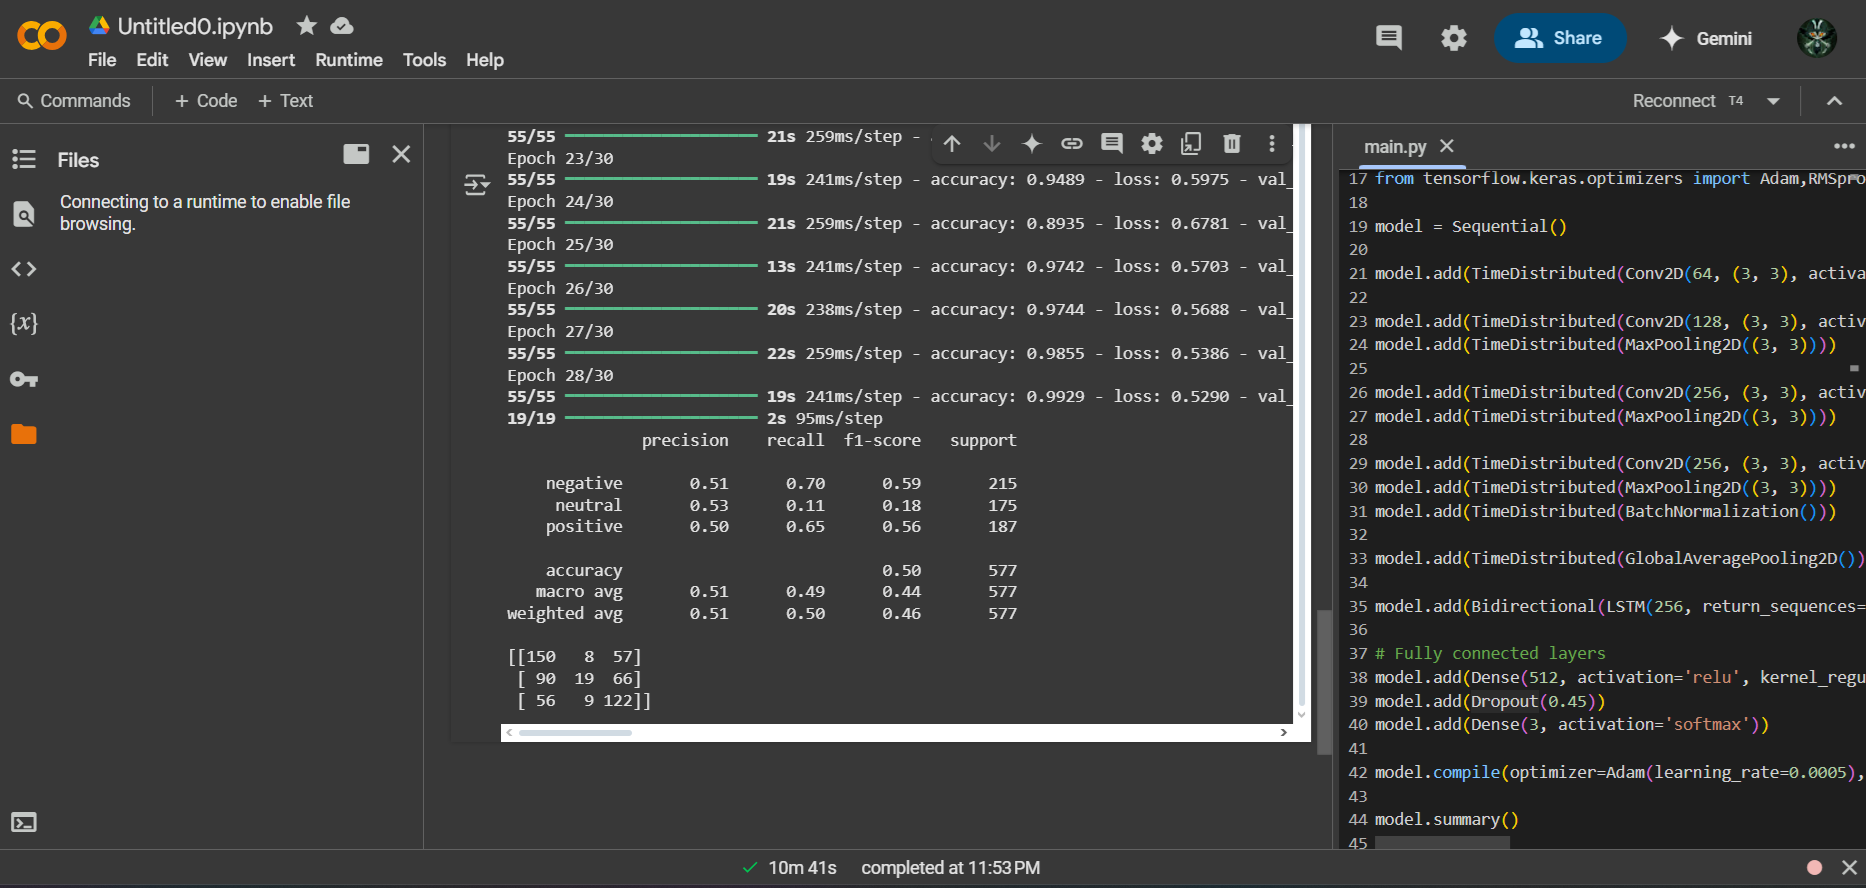 Untitled0.ipynb
File Edit View Insert Runtime Tools Help
Share
Gemini
Commands + Code + Text
Reconnect T4
Files
Connecting to a runtime to enable file
browsing.
{x}
55/55 21s 259ms/step -
Epoch 23/30
55/55 19s 241ms/step - accuracy: 0.9489 - loss: 0.5975 - val_
Epoch 24/30
55/55 21s 259ms/step - accuracy: 0.8935 - loss: 0.6781 - val_
Epoch 25/30
55/55 13s 241ms/step - accuracy: 0.9742 - loss: 0.5703 - val_
Epoch 26/30
55/55 20s 238ms/step - accuracy: 0.9744 - loss: 0.5688 - val_
Epoch 27/30
55/55 22s 259ms/step - accuracy: 0.9855 - loss: 0.5386 - val_
Epoch 28/30
55/55 19s 241ms/step - accuracy: 0.9929 - loss: 0.5290 - val_
19/19 2s 95ms/step
precision recall f1-score support
negative 0.51 0.70 0.59 215
neutral 0.53 0.11 0.18 175
positive 0.50 0.65 0.56 187
accuracy 0.50 577
macro avg 0.51 0.49 0.44 577
weighted avg 0.51 0.50 0.46 577
[[150 8 57]
[ 90 19 66]
[ 56 9 122]]
main.py
17 from tensorflow.keras.optimizers import Adam,RMSpro
18
19 model = Sequential()
20
21 model.add(TimeDistributed(Conv2D(64, (3, 3), activa
22
23 model.add(TimeDistributed(Conv2D(128, (3, 3), activ
24 model.add(TimeDistributed(MaxPooling2D((3, 3))))
25
26 model.add(TimeDistributed(Conv2D(256, (3, 3), activ
27 model.add(TimeDistributed(MaxPooling2D((3, 3))))
28
29 model.add(TimeDistributed(Conv2D(256, (3, 3), activ
30 model.add(TimeDistributed(MaxPooling2D((3, 3))))
31 model.add(TimeDistributed(BatchNormalization()))
32
33 model.add(TimeDistributed(GlobalAveragePooling2D())
34
35 model.add(Bidirectional(LSTM(256, return_sequences=
36
37 # Fully connected layers
38 model.add(Dense(512, activation='relu', kernel_regu
39 model.add(Dropout(0.45))
40 model.add(Dense(3, activation='softmax'))
41
42 model.compile(optimizer=Adam(learning_rate=0.0005),
43
44 model.summary()
45
10m 41s completed at 11:53 PM